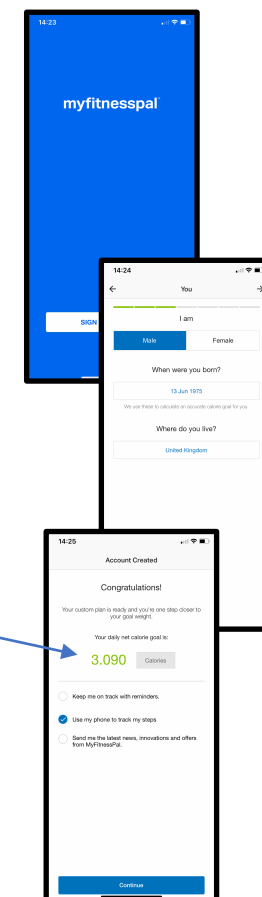 14:23
myfitnesspal
SIGN
14:24
You
I am
Male Female
When were you born?
13 Jun 1975
We use these to calculate an accurate calorie goal for you.
Where do you live?
United Kingdom
14:25
Account Created
Congratulations!
Your custom plan is ready and you're one step closer to
your goal weight.
Your daily net calorie goal is:
3.090 Calories
Keep me on track with reminders.
Use my phone to track my steps
Send me the latest news, innovations and offers
from MyFitnessPal.
Continue